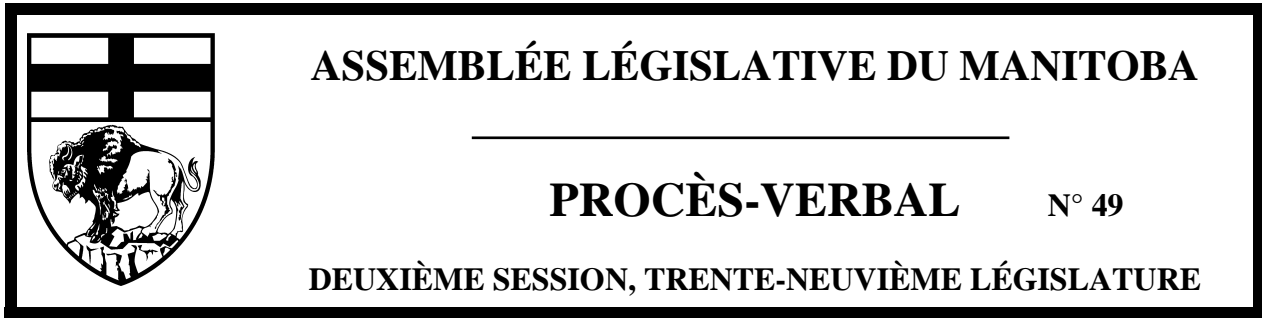 ASSEMBLÉE LÉGISLATIVE DU MANITOBA
PROCÈS-VERBAL N° 49
DEUXIÈME SESSION, TRENTE-NEUVIÈME LÉGISLATURE